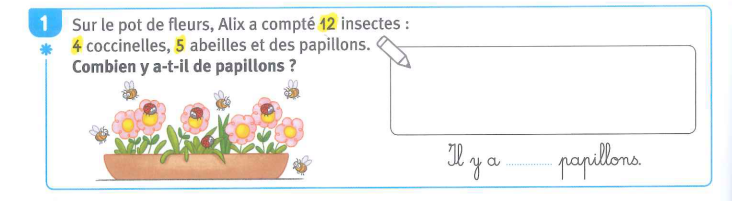 1 Sur le pot de fleurs, Alix a compté 12 insectes :
4 coccinelles, 5 abeilles et des papillons.
Combien y a-t-il de papillons ?
Il y a ............ papillons.